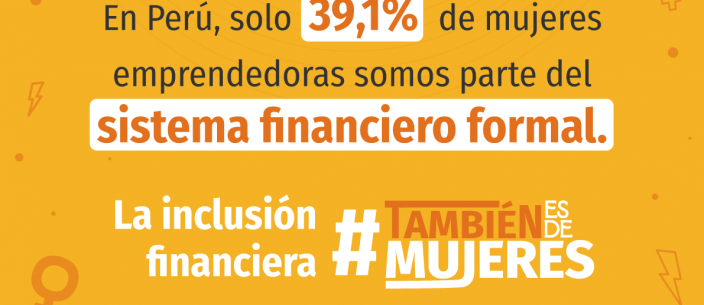 En Perú, solo 39,1% de mujeres
emprendedoras somos parte del
sistema financiero formal.
La inclusión
financiera
#TAMBIÉN ES DE
MUJERES